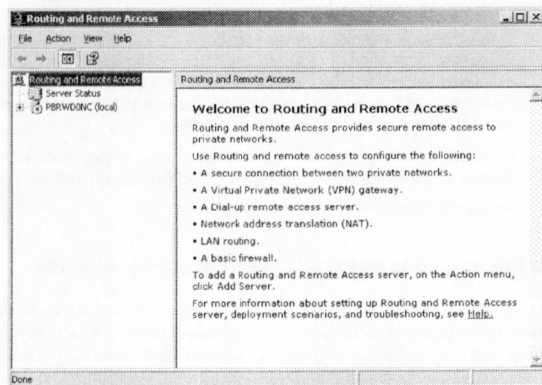 Routing and Remote Access
File Action View Help
Routing and Remote Access
Server Status
PBRWDONC (local)
Routing and Remote Access
Welcome to Routing and Remote Access
Routing and Remote Access provides secure remote access to
private networks.
Use Routing and remote access to configure the following:
• A secure connection between two private networks.
• A Virtual Private Network (VPN) gateway.
• A Dial-up remote access server.
• Network address translation (NAT).
• LAN routing.
• A basic firewall.
To add a Routing and Remote Access server, on the Action menu,
click Add Server.
For more information about setting up Routing and Remote Access
server, deployment scenarios, and troubleshooting, see Help.
Done